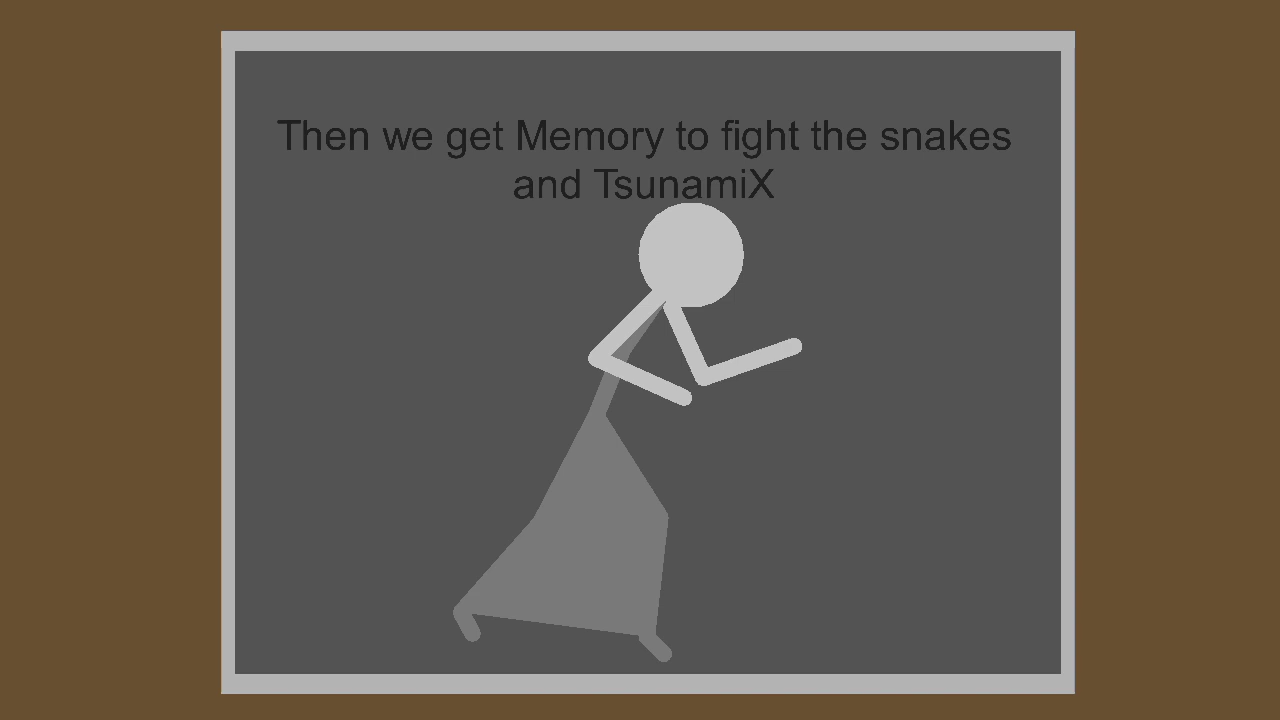 Then we get Memory to fight the snakes
and TsunamiX